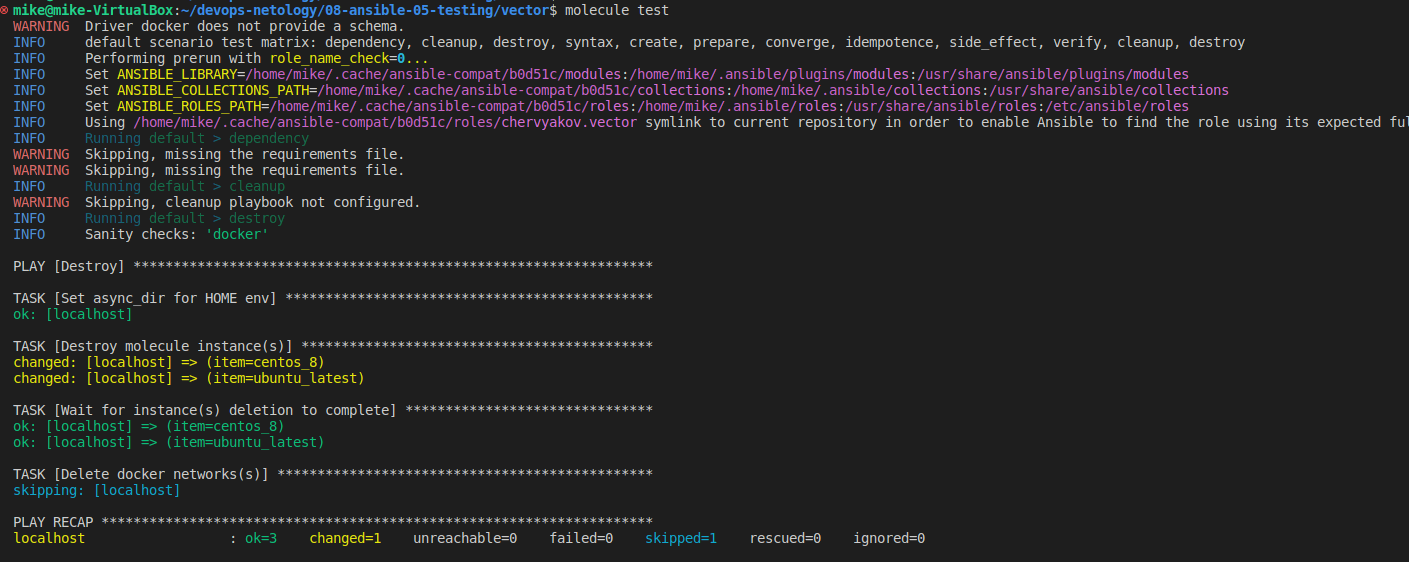 mike@mike-VirtualBox:~/devops-netology/08-ansible-05-testing/vector$ molecule test
WARNING  Driver docker does not provide a schema.
INFO     default scenario test matrix: dependency, cleanup, destroy, syntax, create, prepare, converge, idempotence, side_effect, verify, cleanup, destroy
INFO     Performing prerun with role_name_check=0...
INFO     Set ANSIBLE_LIBRARY=/home/mike/.cache/ansible-compat/b0d51c/modules:/home/mike/.ansible/plugins/modules:/usr/share/ansible/plugins/modules
INFO     Set ANSIBLE_COLLECTIONS_PATH=/home/mike/.cache/ansible-compat/b0d51c/collections:/home/mike/.ansible/collections:/usr/share/ansible/collections
INFO     Set ANSIBLE_ROLES_PATH=/home/mike/.cache/ansible-compat/b0d51c/roles:/home/mike/.ansible/roles:/usr/share/ansible/roles:/etc/ansible/roles
INFO     Using /home/mike/.cache/ansible-compat/b0d51c/roles/chervyakov.vector symlink to current repository in order to enable Ansible to find the role using its expected ful
INFO     Running default > dependency
WARNING  Skipping, missing the requirements file.
WARNING  Skipping, missing the requirements file.
INFO     Running default > cleanup
WARNING  Skipping, cleanup playbook not configured.
INFO     Running default > destroy
INFO     Sanity checks: 'docker'
PLAY [Destroy] *****************************************************************
TASK [Set async_dir for HOME env] **********************************************
ok: [localhost]
TASK [Destroy molecule instance(s)] ********************************************
changed: [localhost] => (item=centos_8)
changed: [localhost] => (item=ubuntu_latest)
TASK [Wait for instance(s) deletion to complete] *******************************
ok: [localhost] => (item=centos_8)
ok: [localhost] => (item=ubuntu_latest)
TASK [Delete docker networks(s)] ***********************************************
skipping: [localhost]
PLAY RECAP *********************************************************************
localhost                  : ok=3    changed=1    unreachable=0    failed=0    skipped=1    rescued=0    ignored=0